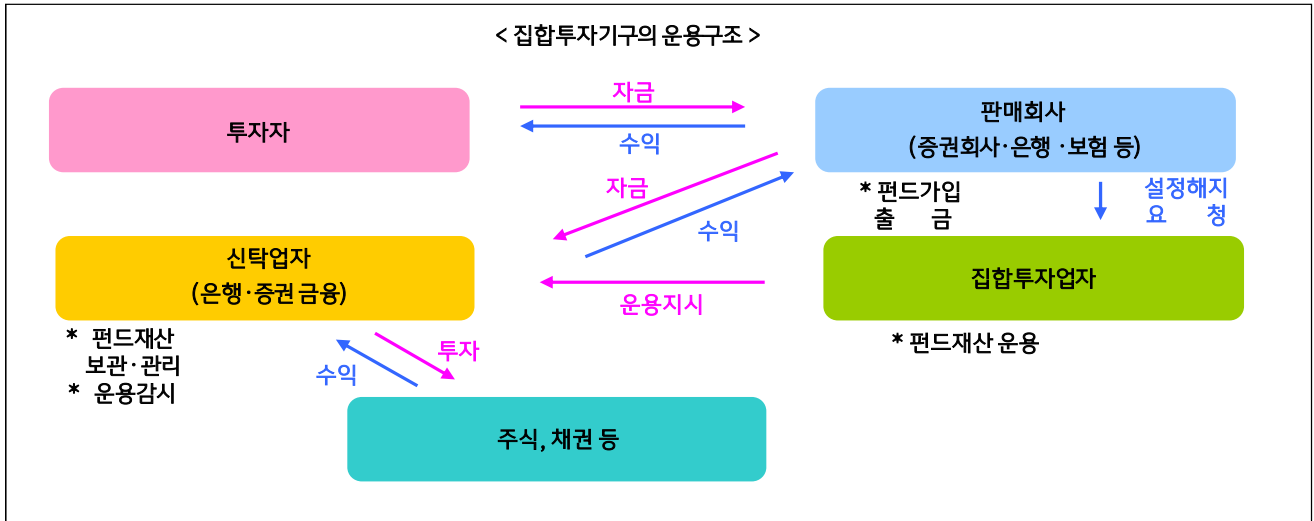 < 집합투자기구의 운용구조 >
투자자
자금
수익
판매회사
(증권회사·은행 ·보험 등)
자금
수익
* 펀드가입
출 금
설정해지
요 청
신탁업자
(은행·증권 금융)
운용지시
집합투자업자
* 펀드재산
보관·관리
* 운용감시
투자
수익
* 펀드재산 운용
주식, 채권 등